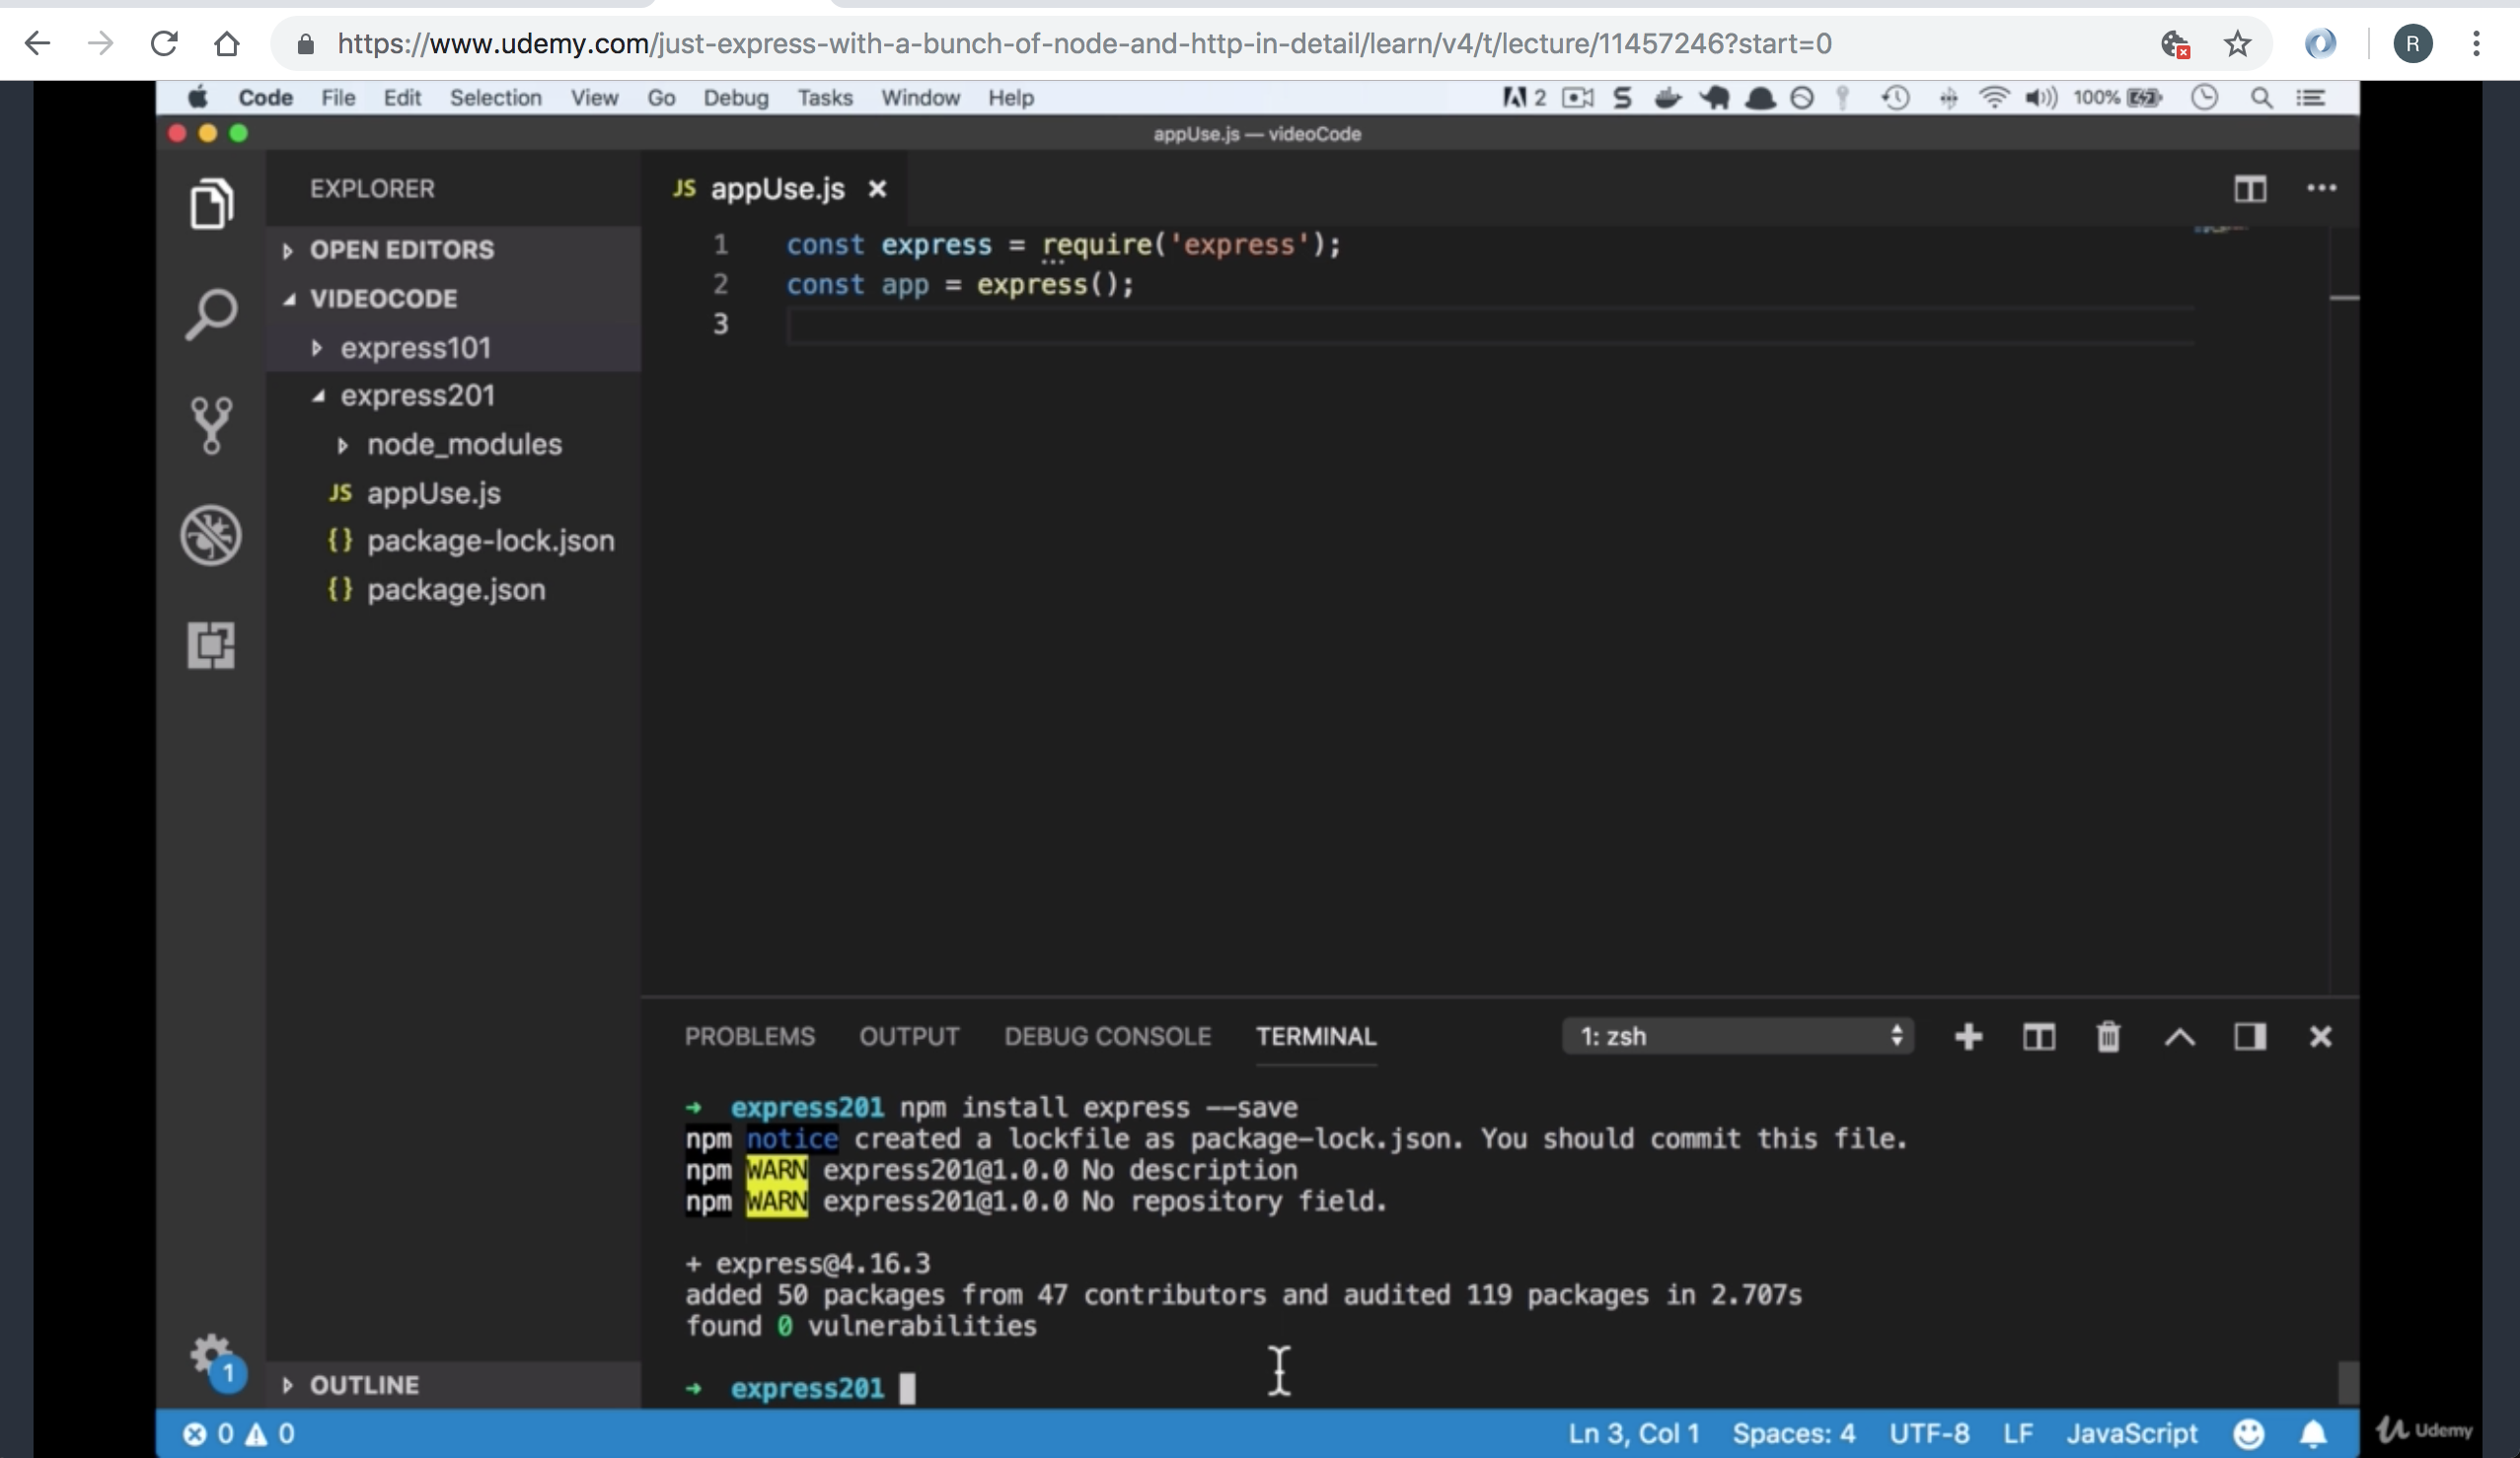 https://www.udemy.com/just-express-with-a-bunch-of-node-and-http-in-detail/learn/v4/t/lecture/11457246?start=0
R
Code File Edit Selection View Go Debug Tasks Window Help
2 100%
appUse.js — videoCode
EXPLORER
OPEN EDITORS
VIDEOCODE
express101
express201
node_modules
JS appUse.js
{} package-lock.json
{} package.json
OUTLINE
1
JS appUse.js
1 const express = require('express');
2 const app = express();
3
PROBLEMS OUTPUT DEBUG CONSOLE TERMINAL 1: zsh
→ express201 npm install express --save
npm notice created a lockfile as package-lock.json. You should commit this file.
npm WARN express201@1.0.0 No description
npm WARN express201@1.0.0 No repository field.
+ express@4.16.3
added 50 packages from 47 contributors and audited 119 packages in 2.707s
found 0 vulnerabilities
→ express201
0 0 Ln 3, Col 1 Spaces: 4 UTF-8 LF JavaScript
Udemy